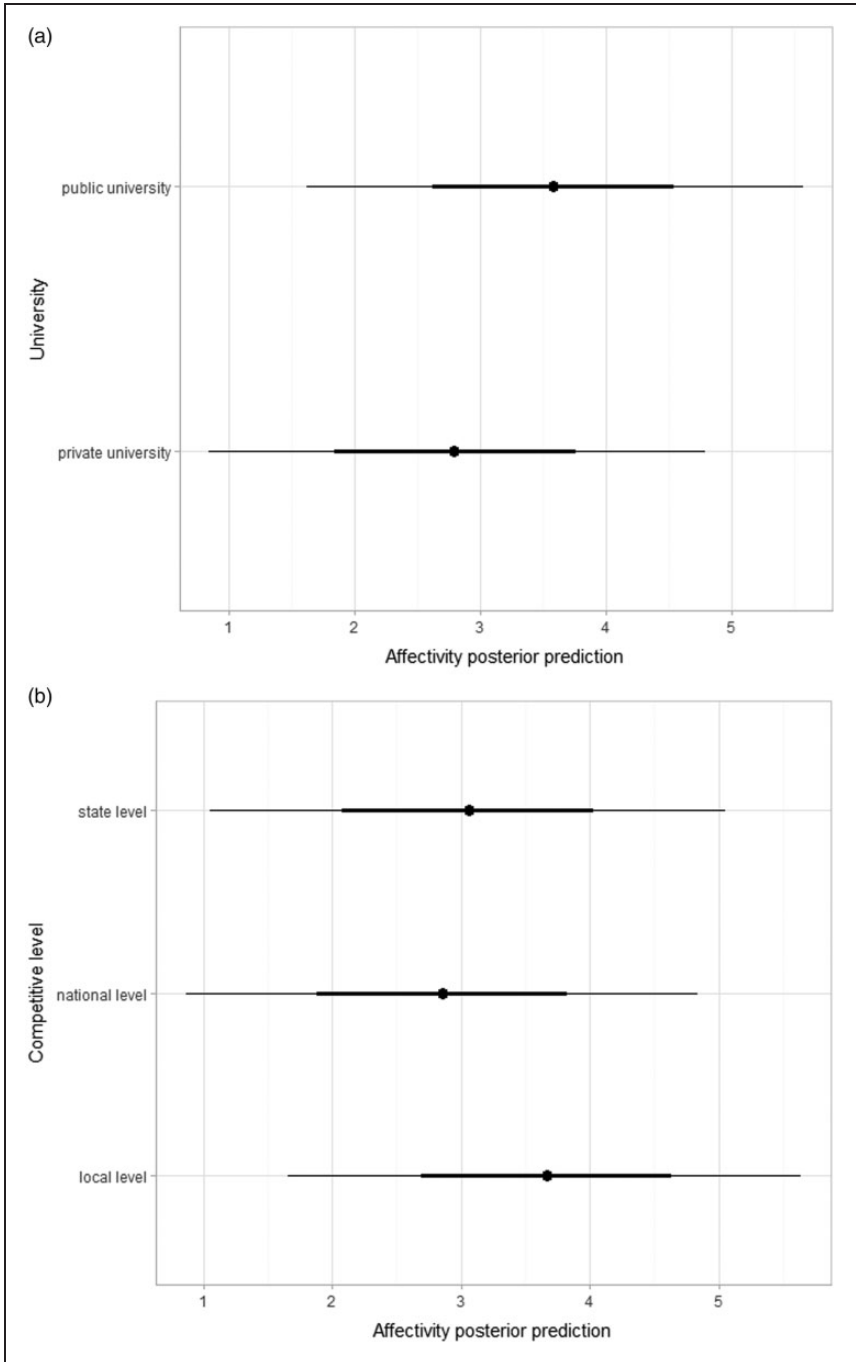 (a)
public university
University
private university
1 2 3 4 5
Affectivity posterior prediction
(b)
state level
Competitive level
national level
local level
1 2 3 4 5
Affectivity posterior prediction